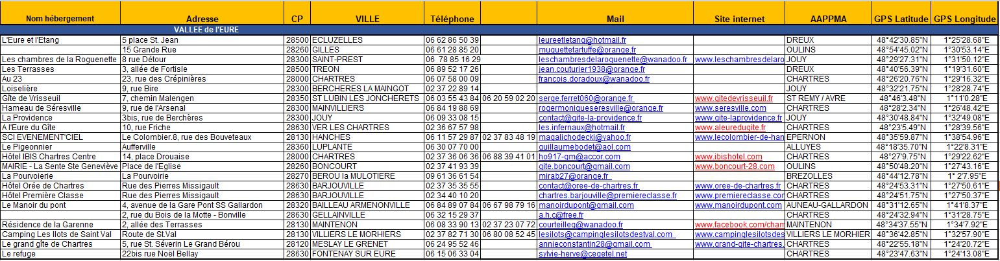 Nom hébergement Adresse CP VILLE Téléphone Mail Site internet AAPPMA GPS Latitude GPS Longitude
VALLEE de l'EURE
L'Eure et l'Etang 5 place St. Jean 28500 ECLUZELLES 06 62 86 50 39 leureetletang@hotmail.fr DREUX 48°42'30.85"N 1°25'28.68"E
15 Grande Rue 28260 GILLES 06 61 28 85 20 muguettetartuffe@orange.fr OULINS 48°54'45.02"N 1°30'53.14"E
Les chambres de la Roguenette 8 rue Détour 28300 SAINT-PREST 06 78 85 16 29 leschambresdelaroquenette@wanadoo.fr www.leschambresdelaro JOUY 48°29'27.31"N 1°31'50.12"E
Les Terrasses 3, allée de Fortisle 28500 TREON 06 89 52 17 26 jean.couturier1938@orange.fr DREUX 48°40'56.39"N 1°19'31.60"E
Au 23 23, rue des Crépinières 28000 CHARTRES 06 07 58 00 09 francois.doradoux@wanadoo.fr CHARTRES 48°26'20.76"N 1°29'16.32"E
Loiselière 9, rue Bire 28300 BERCHERES LA MAINGOT 02 37 22 89 14 JOUY 48°32'21.75"N 1°28'28.74"E
Gîte de Vrisseuil 7, chemin Malengen 28350 ST LUBIN LES JONCHERETS 06 03 55 43 84 06 20 59 02 20 serge.ferret060@orange.fr www.gitedevrisseuil.fr ST REMY / AVRE 48°46'3.48"N 1°11'0.28"E
Hameau de Séresville 9, rue de l'Arsenal 28300 MAINVILLIERS 06 84 19 88 69 rogermoniqueseresville@orange.fr www.seresville.com CHARTRES 48°28'2.34"N 1°26'48.42"E
La Providence 3bis, rue de Berchères 28300 JOUY 06 09 33 08 15 contact@gite-la-providence.fr www.gite-laprovidence.fr JOUY 48°30'48.84"N 1°32'49.08"E
A l'Eure du Gîte 10, rue Friche 28630 VER LES CHARTRES 02 36 67 57 98 les.infernaux@hotmail.fr www.aleuredugite.fr CHARTRES 48°23'5.49"N 1°28'39.56"E
SCI EVENEMENT'CIEL Le Colombier.8, rue des Bouveteaux 28130 HANCHES 06 11 57 29 87 02 37 83 48 19 magalichodecki@yahoo.fr www.lecolombier-de-han EPERNON 48°35'59.87"N 1°38'54.96"E
Le Pigeonnier Aufferville 28360 LUPLANTE 06 30 07 70 00 guillaumebodet@aol.com ALLUYES 48°18'35.70"N 1°22'8.31"E
Hôtel IBIS Chartres Centre 14, place Drouaise 28000 CHARTRES 02 37 36 06 36 06 88 39 41 01 ho917-gm@accor.com www.ibishotel.com CHARTRES 48°27'9.75"N 1°29'22.62"E
MAIRIE - La Sente Ste Geneviève Place de l'Eglise 28260 BONCOURT 02 37 41 93 39 gite.boncourt@gmail.com www.boncourt-28.com OULINS 48°50'48.20"N 1°27'43.16"E
La Pourvoierie La Pourvoirie 28270 BEROU la MULOTIERE 09 61 36 61 54 mirab27@orange.fr BREZOLLES 48°44'12.78"N 1° 2'7.95"E
Hôtel Orée de Chartres Rue des Pierres Missigault 28630 BARJOUVILLE 02 37 35 35 55 contact@oree-de-chartres.fr www.oree-de-chartres.fr CHARTRES 48°24'53.31"N 1°27'50.61"E
Hôtel Première Classe Rue des Pierres Missigault 28630 BARJOUVILLE 02 34 40 10 20 chartres.barjouville@premiereclasse.fr www.premiereclasse.com CHARTRES 48°24'51.75"N 1°27'50.37"E
Le Manoir du pont 4, avenue de la Gare Pont SS Gallardon 28320 BAILLEAU ARMENONVILLE 06 84 89 07 84 06 67 98 79 16 manoirdupont@gmail.com www.manoirdupont.com AUNEAU-GALLARDON 48°31'12.65"N 1°41'8.37"E
2, rue du Bois de la Motte - Bonville 28630 GELLAINVILLE 06 32 15 29 37 a.h.c@free.fr CHARTRES 48°24'32.94"N 1°31'28.75"E
Résidence de la Garenne 2, allée des Terrasses 28130 MAINTENON 06 08 33 90 13 02 37 23 07 72 courteilleg@wanadoo.fr www.facebook.com/cham MAINTENON 48°34'37.55"N 1°34'7.92"E
Camping Les Ilots de Saint Val Route de St.Val 28130 VILLIERS LE MORHIERS 02 37 82 71 30 06 80 08 52 45 lesilots@campinglesilotsdestval.com www.campinglesilotsdes VILLIERS LE MORHIER 48°36'42.85"N 1°32'57.90"E
Le grand gîte de Chartres 5, rue St. Séverin Le Grand Bérou 28120 MESLAY LE GRENET 06 24 95 52 46 annieconstantin28@gmail.com www.grand-gite-chartres. CHARTRES 48°22'55.18"N 1°24'20.72"E
Le refuge 22bis rue Noël Bellay 28630 FONTENAY SUR EURE 06 15 06 33 04 sylvie-herve@cegetel.net CHARTRES 48°23'47.63"N 1°24'13.10"E